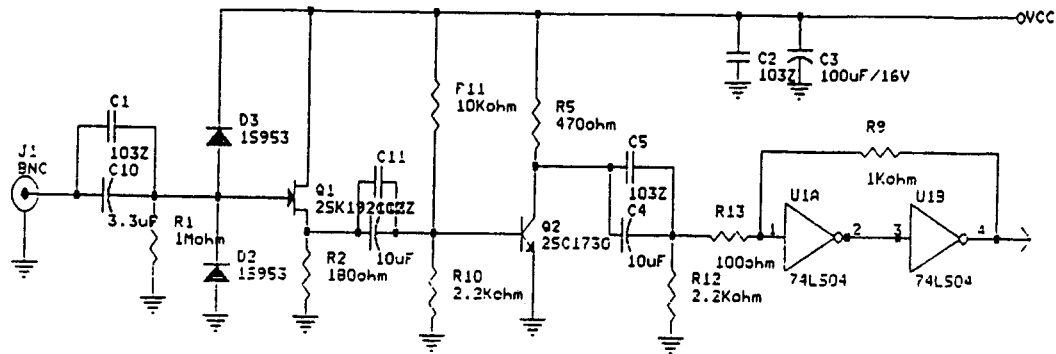 VCC
C2
103Z
C3
100uF/16V
R11
10Kohm
R5
470ohm
C1
103Z
C10
3.3uF
J1
BNC
D3
1S953
R1
1Mohm
D2
1S953
Q1
C11
R2
180ohm
10uF
R10
2.2Kohm
Q2
2SC1730
C5
103Z
C4
10uF
R13
100ohm
R12
2.2Kohm
R9
1Kohm
U1A
1
2
74LS04
U1B
3
4
74LS04